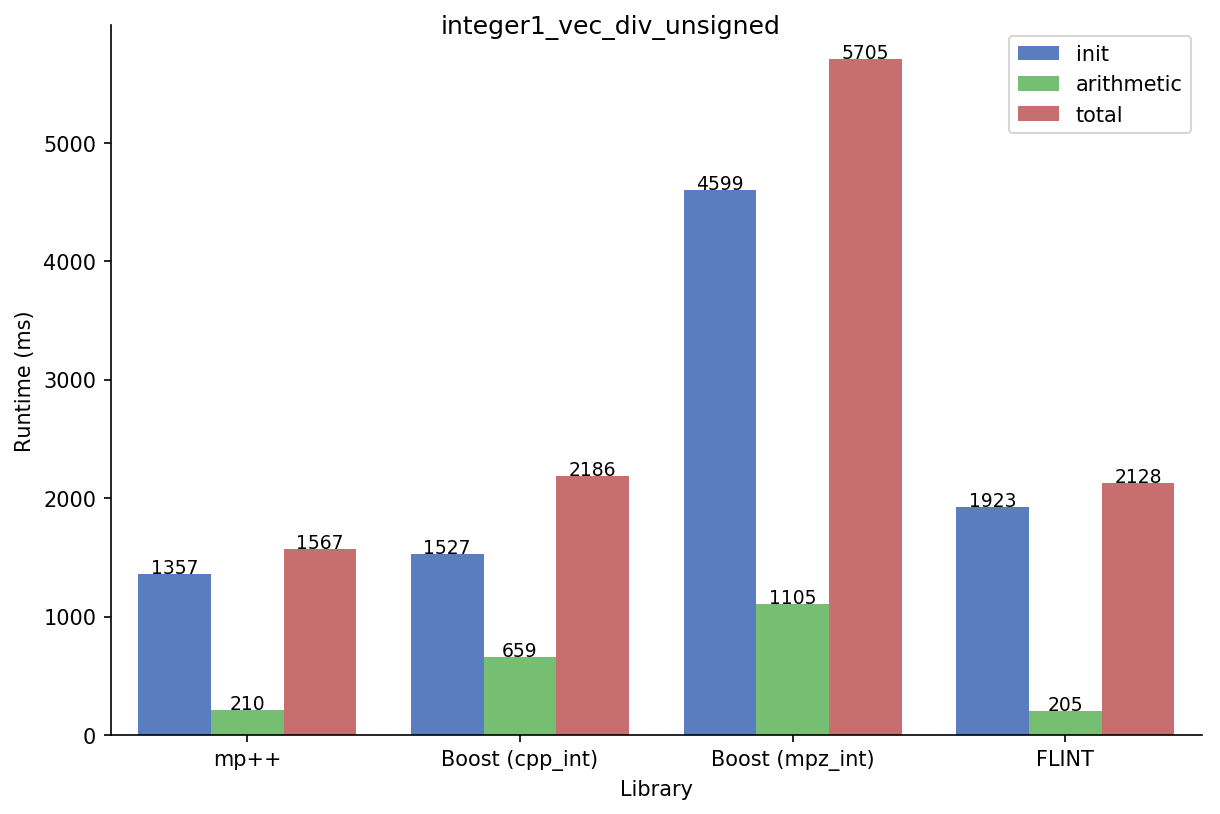 integer1_vec_div_unsigned
init
arithmetic
total
Runtime (ms)
5000
4000
3000
2000
1000
0
1357
210
1567
1527
659
2186
4599
1105
5705
1923
205
2128
mp++
Boost (cpp_int)
Boost (mpz_int)
FLINT
Library